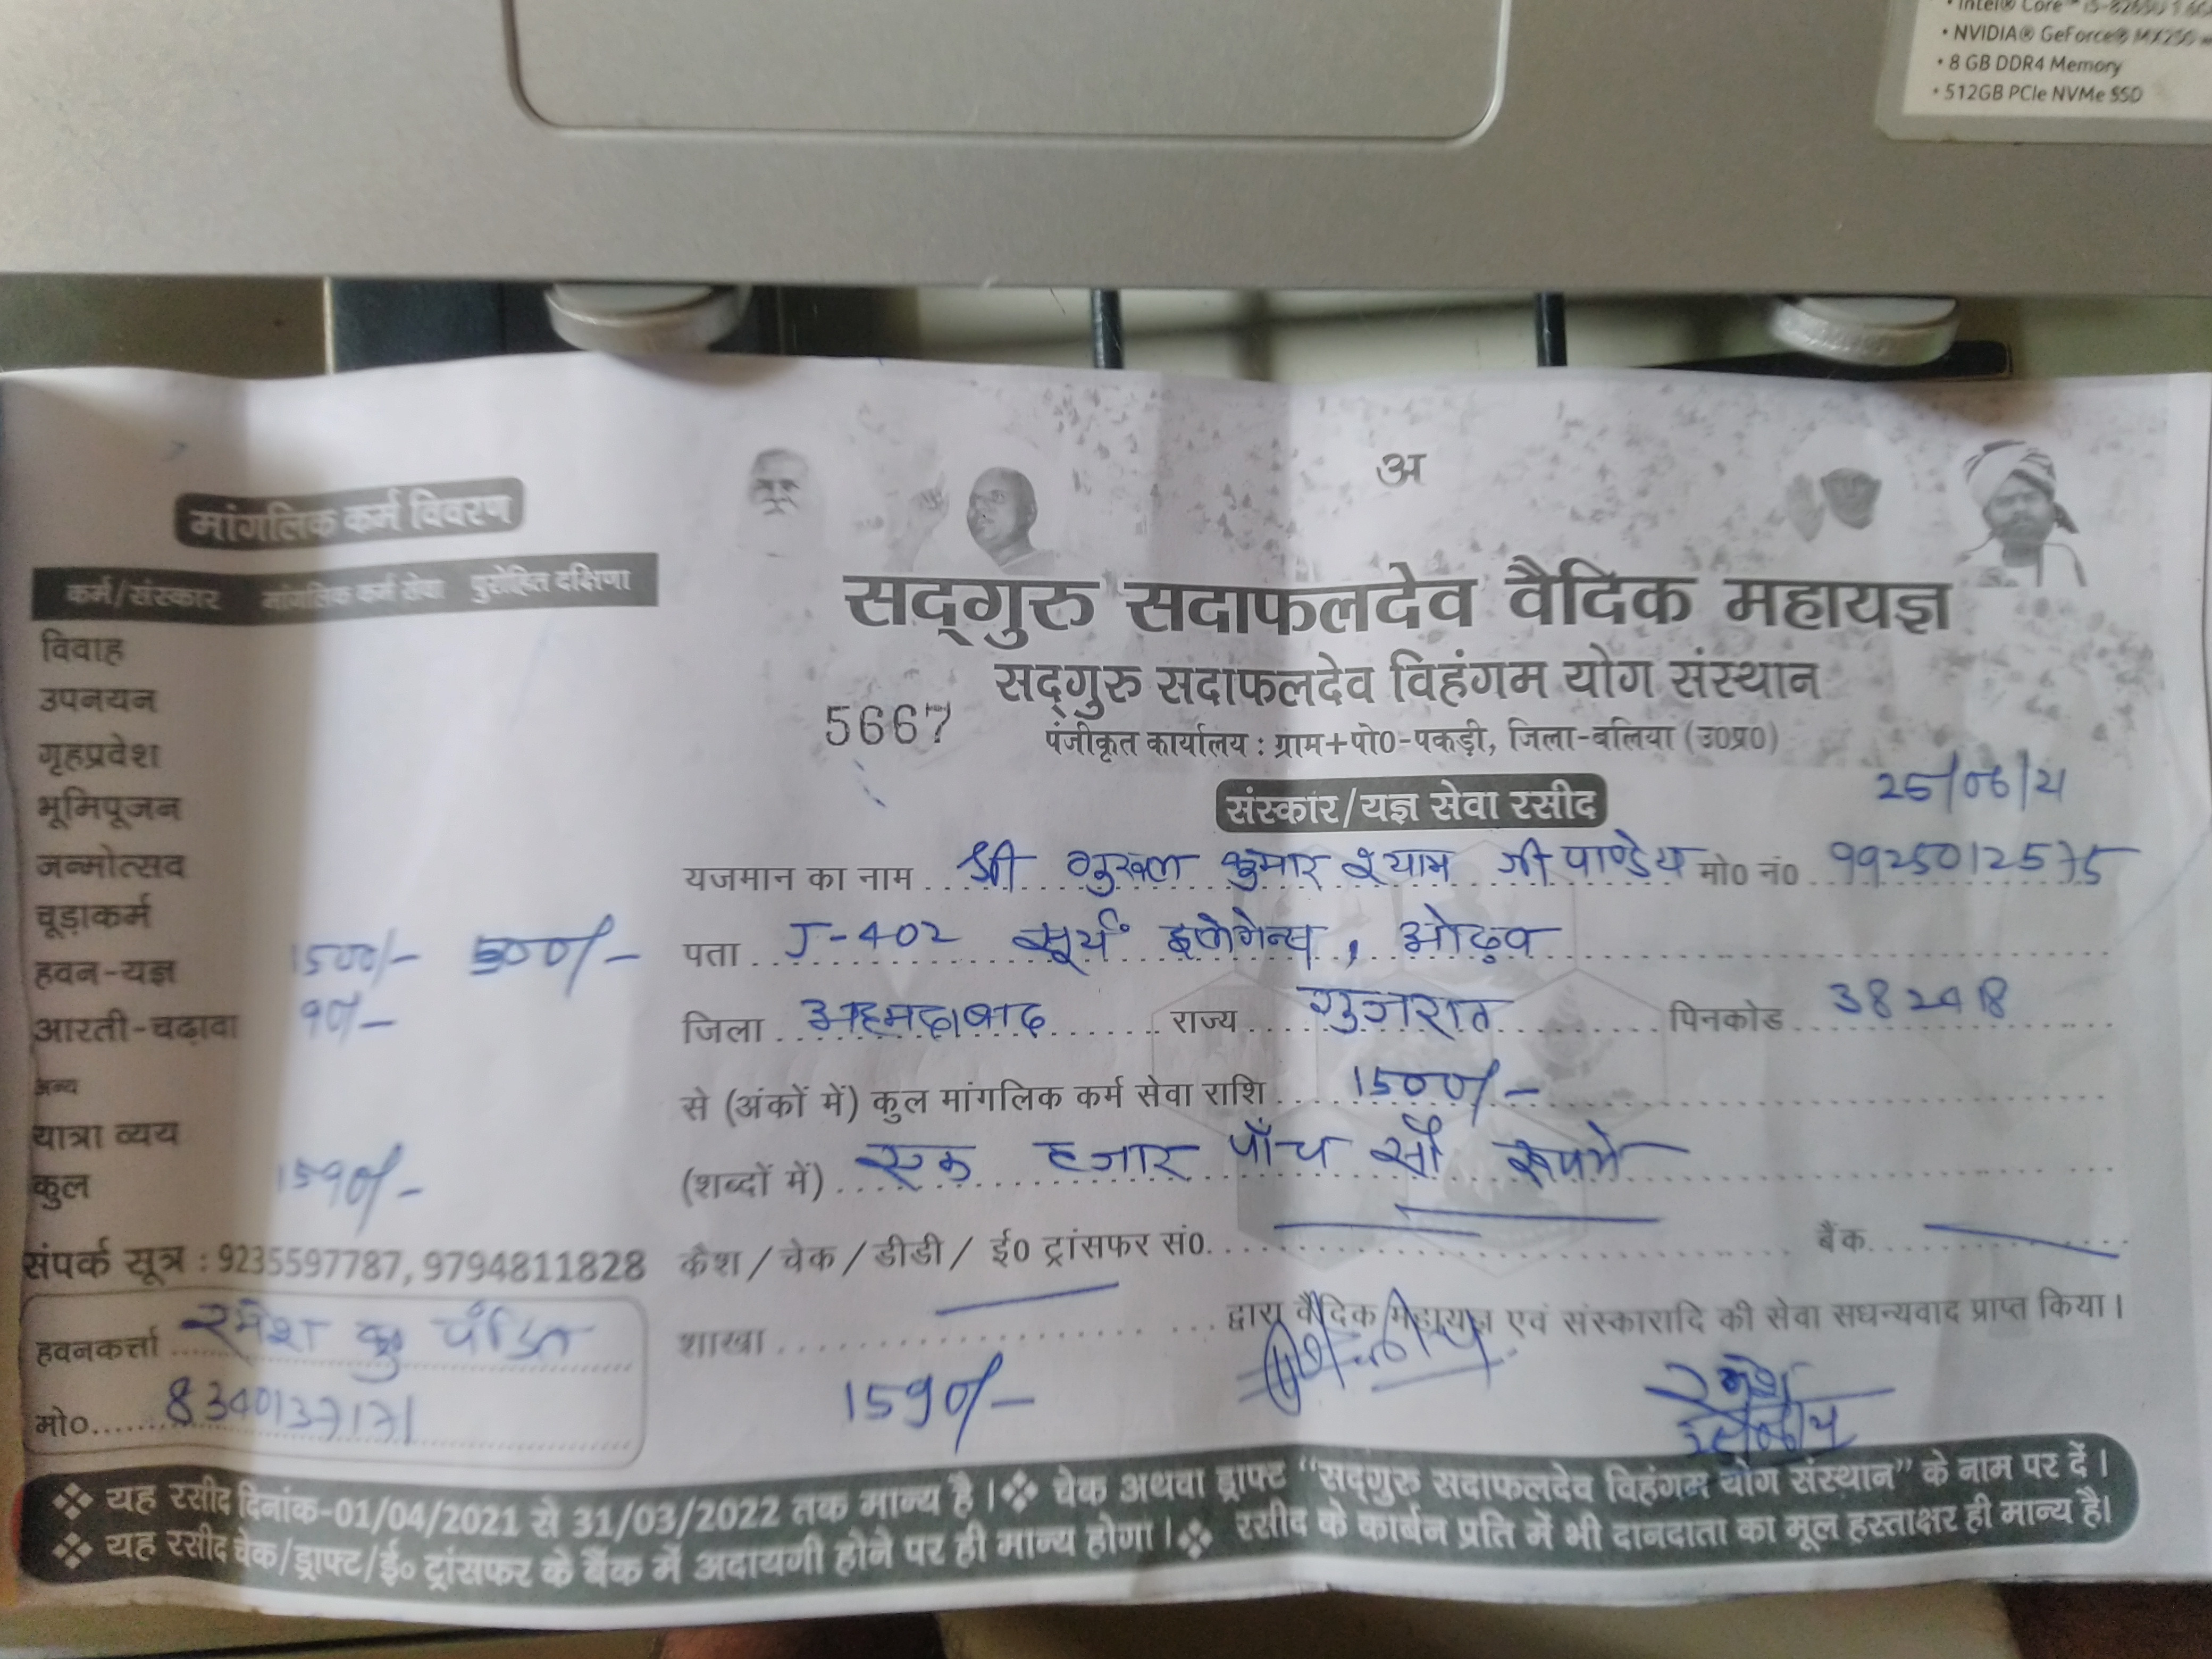 • Intel® Core™ i5-8265U
• NVIDIA® GeForce® MX250
• 8 GB DDR4 Memory
• 512GB PCIe NVMe SSD
अ
मांगलिक कर्म विवरण
कर्म/संस्कार मांगलिक कर्म सेवा पुरोहित दक्षिणा
विवाह
उपनयन
गृहप्रवेश
भूमिपूजन
जन्मोत्सव
चूड़ाकर्म
हवन-यज्ञ 1500/- 500/-
आरती-चढ़ावा 90/-
अन्य
यात्रा व्यय
कुल 1590/-
संपर्क सूत्र : 9235597787, 9794811828
हवनकर्त्ता रमेश कु पंडित
मो0 8340137171
सद्गुरु सदाफलदेव वैदिक महायज्ञ
सद्गुरु सदाफलदेव विहंगम योग संस्थान
5667
पंजीकृत कार्यालय : ग्राम+पो0-पकड़ी, जिला-बलिया (उ0प्र0)
संस्कार/यज्ञ सेवा रसीद
25/06/21
यजमान का नाम श्री कुमार श्याम जी पाण्डेय मो0 नं0 9925012575
पता J-402 सूर्य , ओढ़व
जिला अहमदाबाद राज्य गुजरात पिनकोड 382418
से (अंकों में) कुल मांगलिक कर्म सेवा राशि 1500/-
(शब्दों में) एक हजार पाँच सौ रूपये
कैश / चेक / डीडी / ई0 ट्रांसफर सं0. बैंक
शाखा द्वारा वैदिक महायज्ञ एवं संस्कारादि की सेवा सधन्यवाद प्राप्त किया।
1590/-
रमेश
❖ यह रसीद दिनांक-01/04/2021 से 31/03/2022 तक मान्य है। ❖ चेक अथवा ड्राफ्ट “सद्गुरु सदाफलदेव विहंगम योग संस्थान” के नाम पर दें।
❖ यह रसीद चेक/ड्राफ्ट/ई० ट्रांसफर के बैंक में अदायगी होने पर ही मान्य होगा। ❖ रसीद के कार्बन प्रति में भी दानदाता का मूल हस्ताक्षर ही मान्य है।